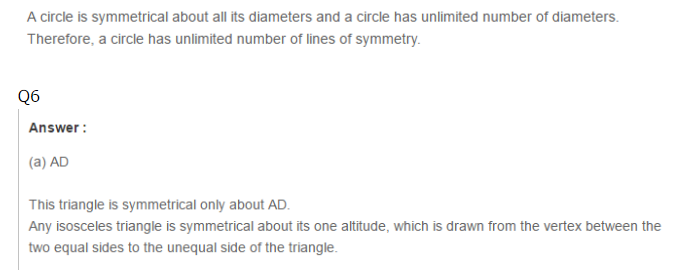 A circle is symmetrical about all its diameters and a circle has unlimited number of diameters.
Therefore, a circle has unlimited number of lines of symmetry.
Q6
Answer :
(a) AD
This triangle is symmetrical only about AD.
Any isosceles triangle is symmetrical about its one altitude, which is drawn from the vertex between the
two equal sides to the unequal side of the triangle.